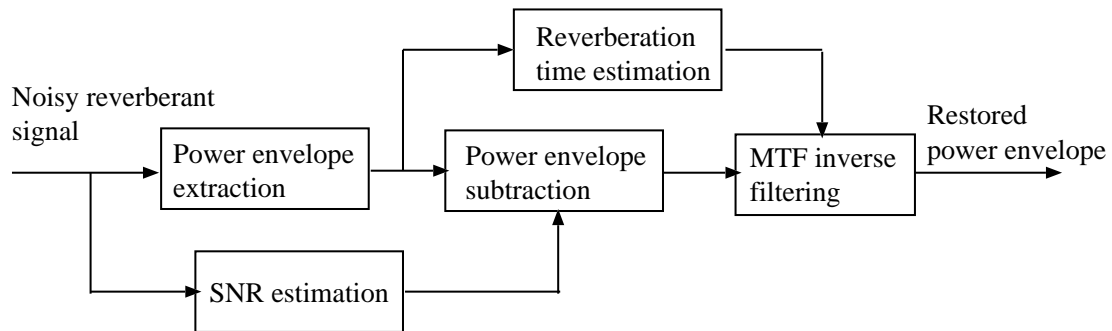 Reverberation
time estimation
Noisy reverberant
signal
Power envelope
extraction
Power envelope
subtraction
MTF inverse
filtering
Restored
power envelope
SNR estimation